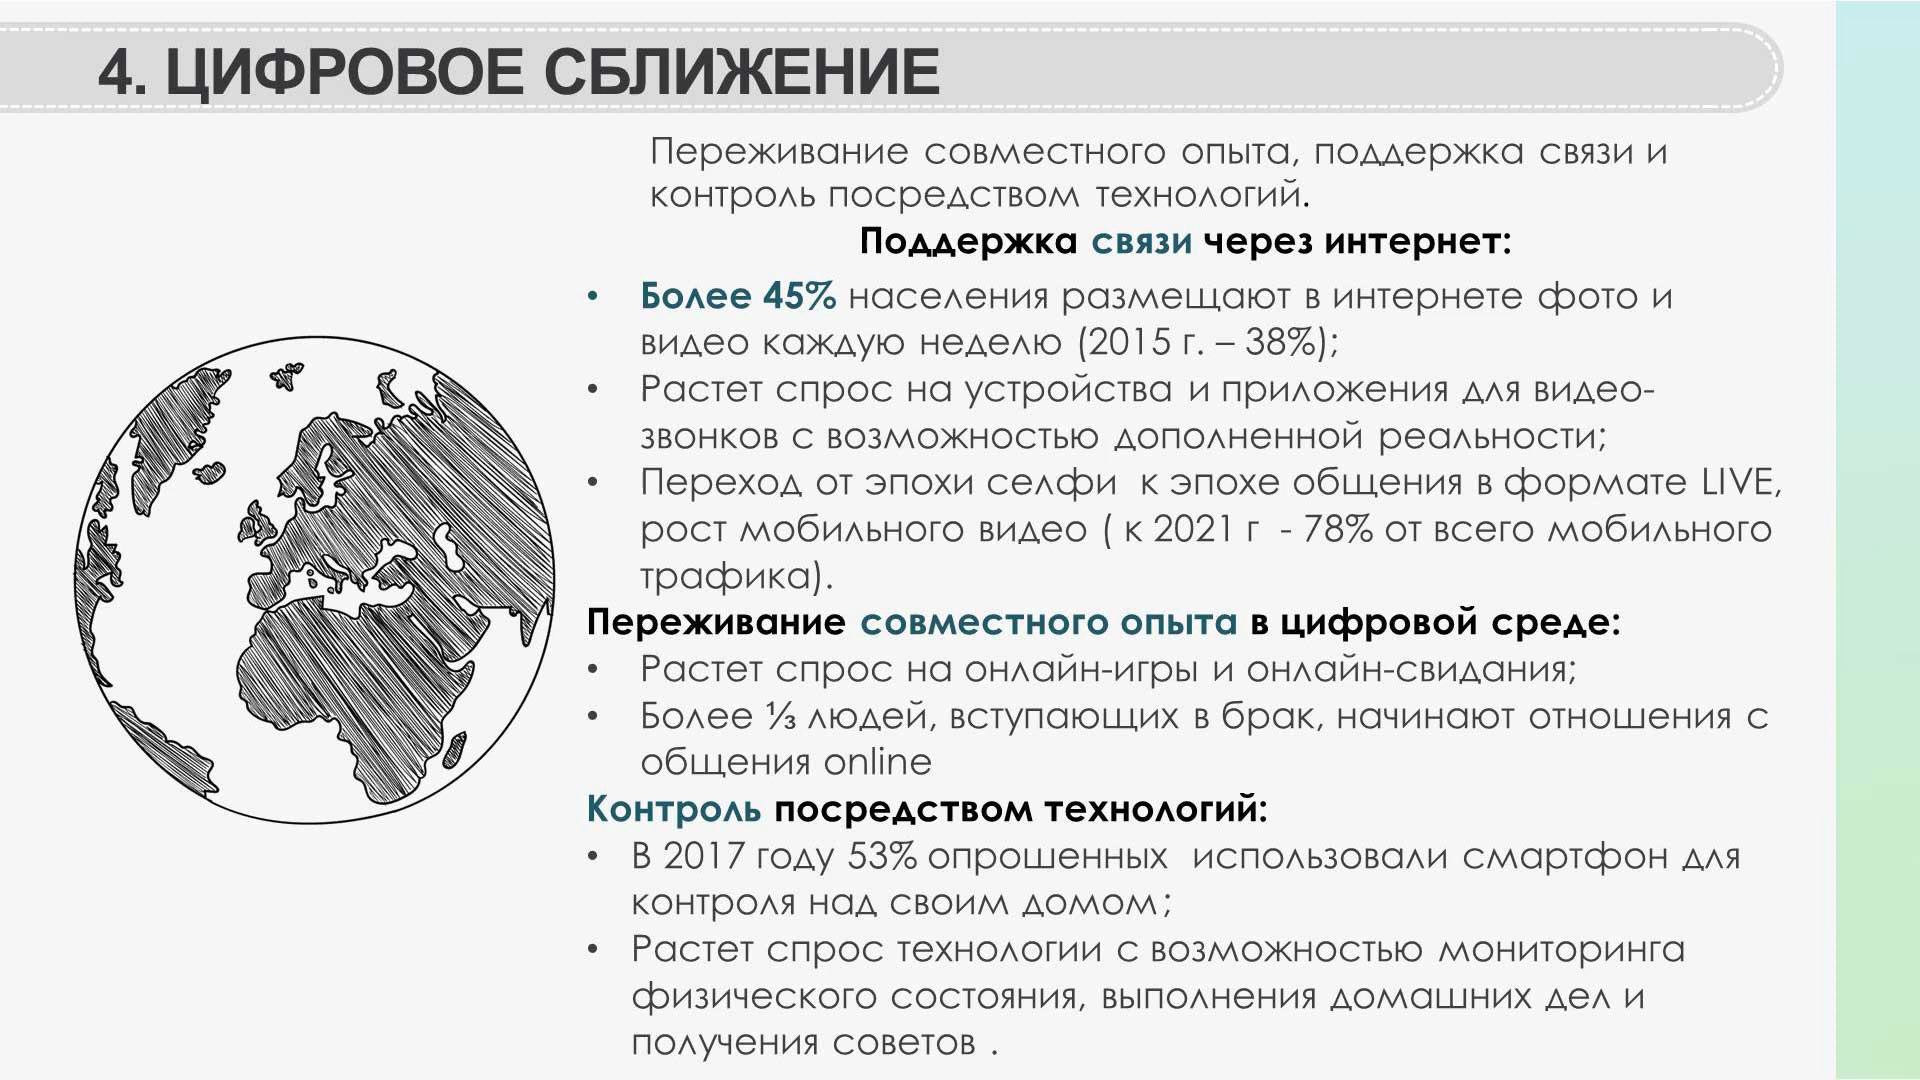 4. ЦИФРОВОЕ СБЛИЖЕНИЕ
Переживание совместного опыта, поддержка связи и
контроль посредством технологий.
Поддержка связи через интернет:
• Более 45% населения размещают в интернете фото и
видео каждую неделю (2015 г. – 38%);
• Растет спрос на устройства и приложения для видео-
звонков с возможностью дополненной реальности;
• Переход от эпохи селфи к эпохе общения в формате LIVE,
рост мобильного видео ( к 2021 г - 78% от всего мобильного
трафика).
Переживание совместного опыта в цифровой среде:
• Растет спрос на онлайн-игры и онлайн-свидания;
• Более ⅓ людей, вступающих в брак, начинают отношения с
общения online
Контроль посредством технологий:
• В 2017 году 53% опрошенных использовали смартфон для
контроля над своим домом;
• Растет спрос технологии с возможностью мониторинга
физического состояния, выполнения домашних дел и
получения советов .